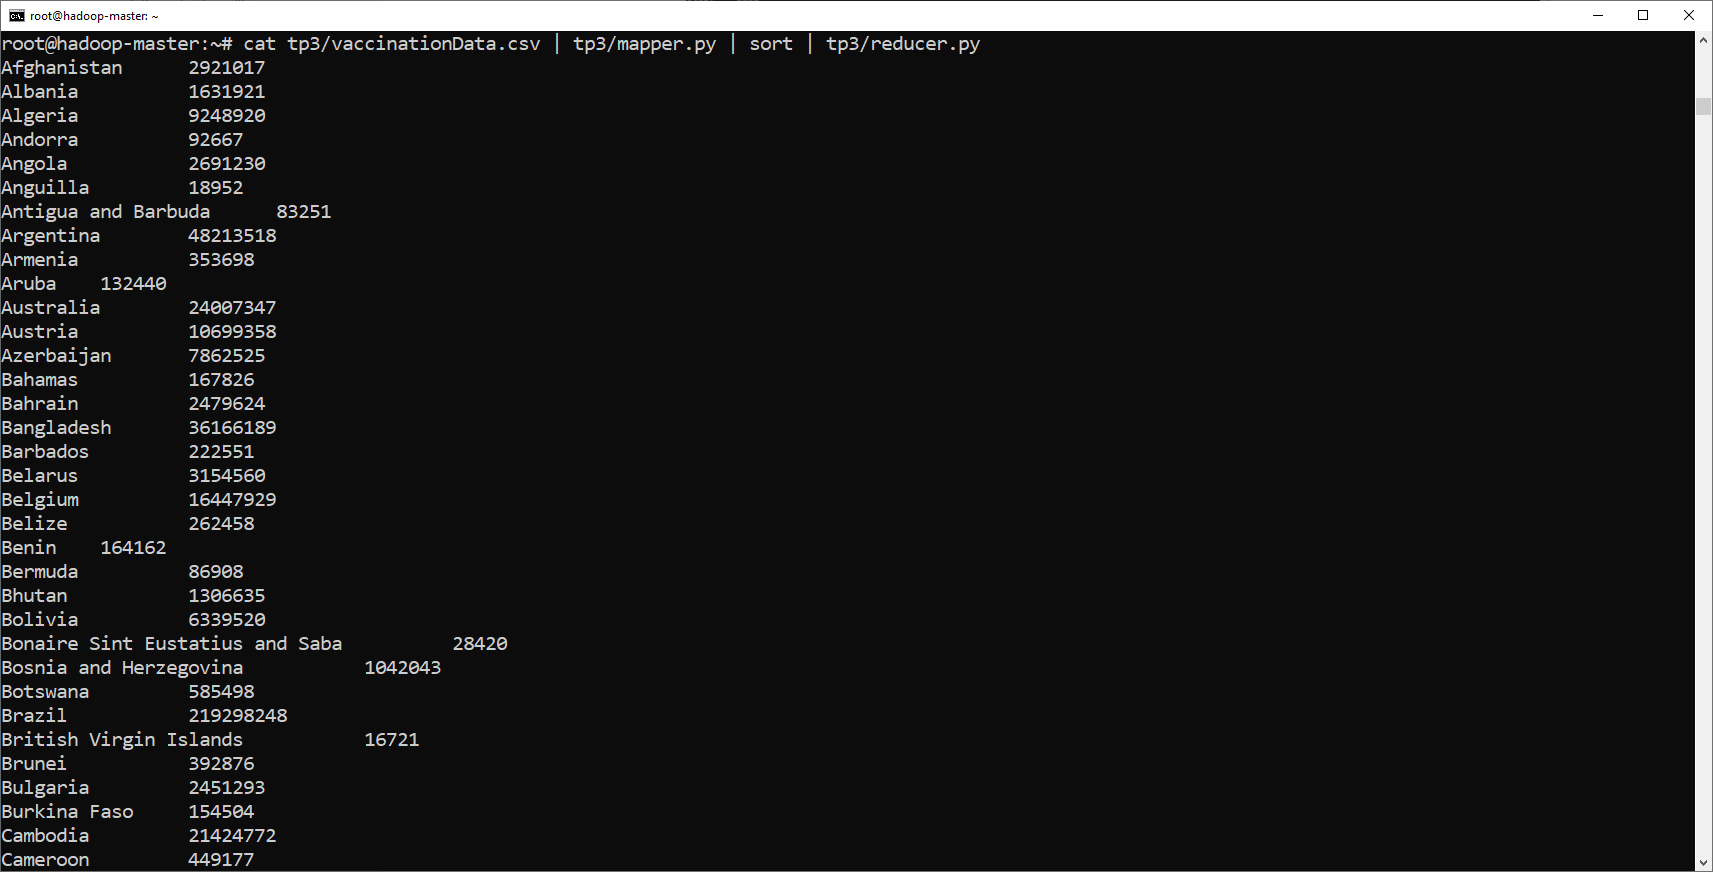 root@hadoop-master: ~
root@hadoop-master:~# cat tp3/vaccinationData.csv | tp3/mapper.py | sort | tp3/reducer.py
Afghanistan 2921017
Albania 1631921
Algeria 9248920
Andorra 92667
Angola 2691230
Anguilla 18952
Antigua and Barbuda 83251
Argentina 48213518
Armenia 353698
Aruba 132440
Australia 24007347
Austria 10699358
Azerbaijan 7862525
Bahamas 167826
Bahrain 2479624
Bangladesh 36166189
Barbados 222551
Belarus 3154560
Belgium 16447929
Belize 262458
Benin 164162
Bermuda 86908
Bhutan 1306635
Bolivia 6339520
Bonaire Sint Eustatius and Saba 28420
Bosnia and Herzegovina 1042043
Botswana 585498
Brazil 219298248
British Virgin Islands 16721
Brunei 392876
Bulgaria 2451293
Burkina Faso 154504
Cambodia 21424772
Cameroon 449177